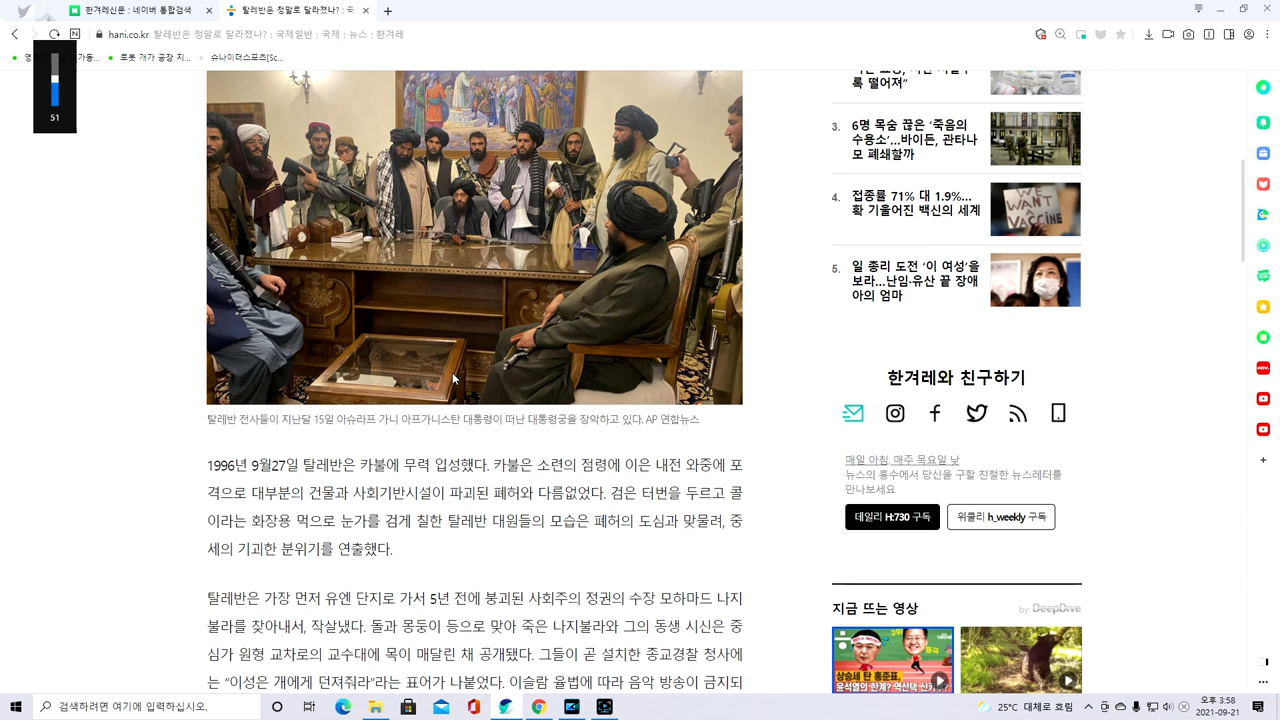 한겨레신문 : 네이버 통합검색
탈레반은 정말로 달라졌나? : 국
hani.co.kr 탈레반은 정말로 달라졌나? : 국제일반 : 국제 : 뉴스 : 한겨레
로봇 개가 공장 지...
슈나이더스포츠[Sc...
51
록 떨어져”
3. 6명 목숨 끊은 ‘죽음의
수용소’...바이든, 관타나
모 폐쇄할까
4. 접종률 71% 대 1.9%...
확 기울어진 백신의 세계
WE
WANT
VACCINE
5. 일 총리 도전 ‘이 여성’을
보라...난임·유산 끝 장애
아의 엄마
한겨레와 친구하기
탈레반 전사들이 지난달 15일 아슈라프 가니 아프가니스탄 대통령이 떠난 대통령궁을 장악하고 있다. AP 연합뉴스
매일 아침, 매주 목요일 낮
뉴스의 홍수에서 당신을 구할 친절한 뉴스레터를
만나보세요
데일리 H:730 구독
위클리 h_weekly 구독
1996년 9월27일 탈레반은 카불에 무력 입성했다. 카불은 소련의 점령에 이은 내전 와중에 포
격으로 대부분의 건물과 사회기반시설이 파괴된 폐허와 다름없었다. 검은 터번을 두르고 콜
이라는 화장용 먹으로 눈가를 검게 칠한 탈레반 대원들의 모습은 폐허의 도심과 맞물려, 중
세의 기괴한 분위기를 연출했다.
탈레반은 가장 먼저 유엔 단지로 가서 5년 전에 붕괴된 사회주의 정권의 수장 모하마드 나지
불라를 찾아내서, 작살냈다. 돌과 몽둥이 등으로 맞아 죽은 나지불라와 그의 동생 시신은 중
심가 원형 교차로의 교수대에 목이 매달린 채 공개됐다. 그들이 곧 설치한 종교경찰 청사에
는 “이성은 개에게 던져줘라”라는 표어가 나붙었다. 이슬람 율법에 따라 음악 방송이 금지되
지금 뜨는 영상
by DeepDive
상승세 탄 홍준표,
검색하려면 여기에 입력하십시오.
25°C 대체로 흐림
오후 3:58
2021-09-21